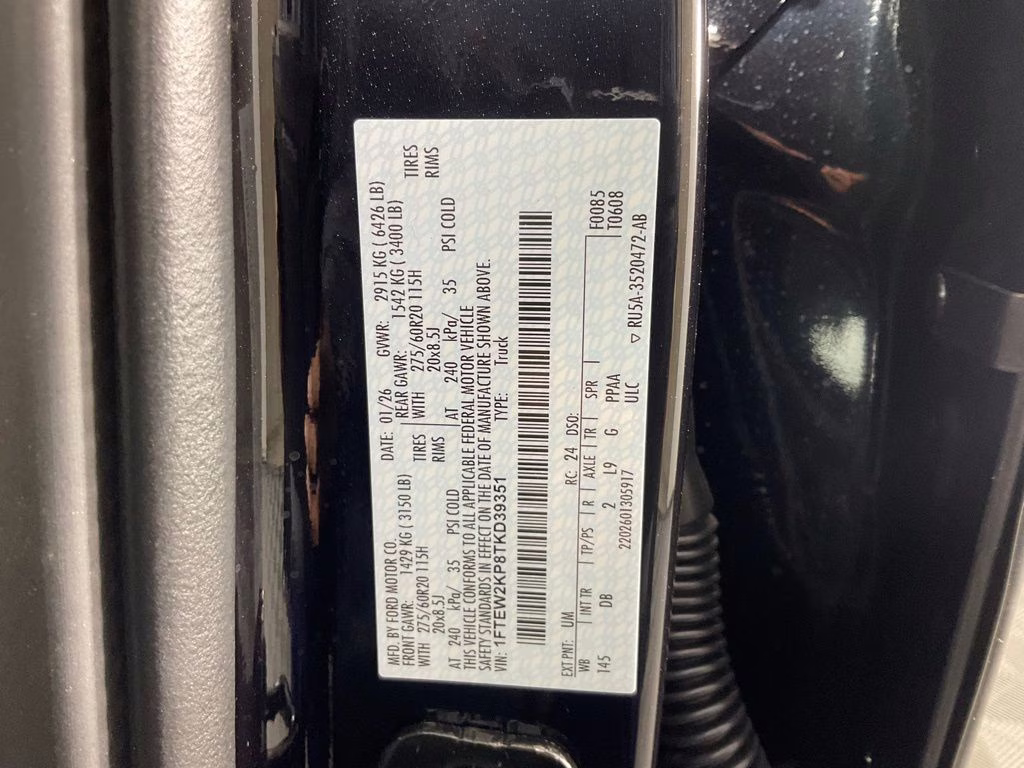 MFD. BY FORD MOTOR CO. DATE: 01/26 GVWR: 2915 KG ( 6426 LB)
FRONT GAWR: 1429 KG ( 3150 LB) REAR GAWR: 1542 KG ( 3400 LB)
WITH 275/60R20 115H TIRES WITH 275/60R20 115H TIRES
20x8.5J RIMS 20x8.5J RIMS
AT 240 kPa/ 35 PSI COLD AT 240 kPa/ 35 PSI COLD
THIS VEHICLE CONFORMS TO ALL APPLICABLE FEDERAL MOTOR VEHICLE
SAFETY STANDARDS IN EFFECT ON THE DATE OF MANUFACTURE SHOWN ABOVE.
VIN: 1FTEW2KP8TKD39351 TYPE: Truck
EXT PNT: UM RC: 24 DSO: F0085
WB INT TR TP/PS R AXLE TR SPR T0608
145 DB 2 L9 G PPAA
2202601305917 ULC
RU5A-3520472-AB